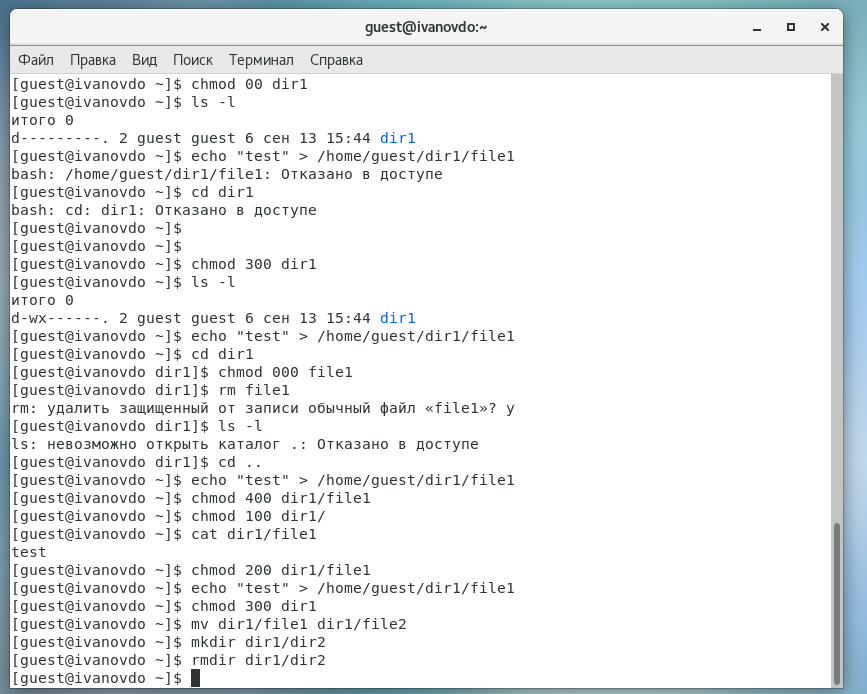 guest@ivanovdo:~
Файл Правка Вид Поиск Терминал Справка
[guest@ivanovdo ~]$ chmod 00 dir1
[guest@ivanovdo ~]$ ls -l
итого 0
d---------. 2 guest guest 6 сен 13 15:44 dir1
[guest@ivanovdo ~]$ echo "test" > /home/guest/dir1/file1
bash: /home/guest/dir1/file1: Отказано в доступе
[guest@ivanovdo ~]$ cd dir1
bash: cd: dir1: Отказано в доступе
[guest@ivanovdo ~]$
[guest@ivanovdo ~]$
[guest@ivanovdo ~]$ chmod 300 dir1
[guest@ivanovdo ~]$ ls -l
итого 0
d-wx------. 2 guest guest 6 сен 13 15:44 dir1
[guest@ivanovdo ~]$ echo "test" > /home/guest/dir1/file1
[guest@ivanovdo ~]$ cd dir1
[guest@ivanovdo dir1]$ chmod 000 file1
[guest@ivanovdo dir1]$ rm file1
rm: удалить защищенный от записи обычный файл «file1»? y
[guest@ivanovdo dir1]$ ls -l
ls: невозможно открыть каталог .: Отказано в доступе
[guest@ivanovdo dir1]$ cd ..
[guest@ivanovdo ~]$ echo "test" > /home/guest/dir1/file1
[guest@ivanovdo ~]$ chmod 400 dir1/file1
[guest@ivanovdo ~]$ chmod 100 dir1/
[guest@ivanovdo ~]$ cat dir1/file1
test
[guest@ivanovdo ~]$ chmod 200 dir1/file1
[guest@ivanovdo ~]$ echo "test" > /home/guest/dir1/file1
[guest@ivanovdo ~]$ chmod 300 dir1
[guest@ivanovdo ~]$ mv dir1/file1 dir1/file2
[guest@ivanovdo ~]$ mkdir dir1/dir2
[guest@ivanovdo ~]$ rmdir dir1/dir2
[guest@ivanovdo ~]$